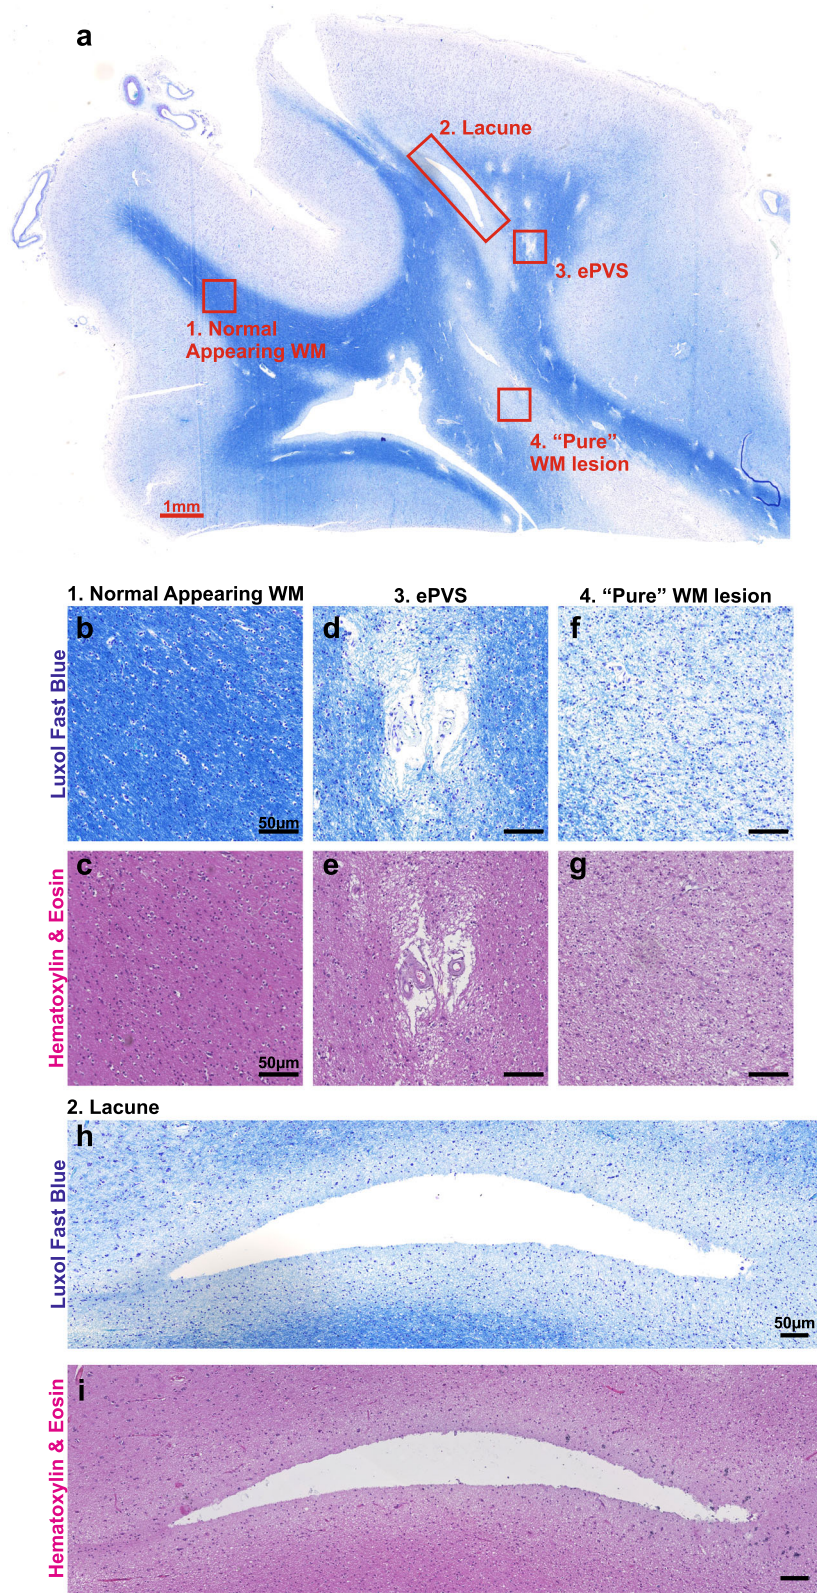 a
2. Lacune
3. ePVS
1. Normal
Appearing WM
4. “Pure”
WM lesion
1mm
1. Normal Appearing WM
3. ePVS
4. “Pure” WM lesion
Luxol Fast Blue
b
50µm
d
f
Hematoxylin & Eosin
c
50µm
e
g
2. Lacune
Luxol Fast Blue
h
50µm
Hematoxylin & Eosin
i